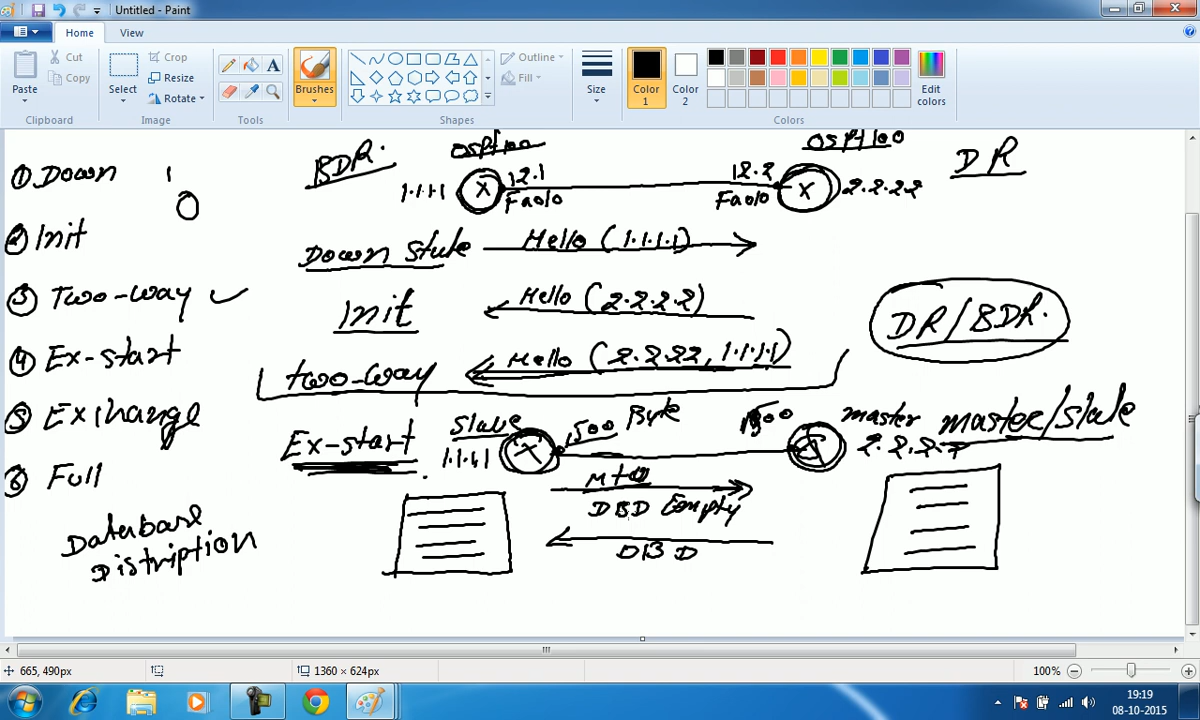 Untitled - Paint
Home View
Paste
Cut
Copy
Clipboard
Select
Crop
Resize
Rotate
Image
Tools
Brushes
Shapes
Outline
Fill
Size
Color 1
Color 2
Colors
Edit colors
① Down
② Init
③ Two-way
④ Ex-start
⑤ Exchange
⑥ Full
Database
Distription
BDR.
OSPF100
OSPF100
DR
1.1.1.1
X
12.1
Fa0/0
12.2
Fa0/0
X
2.2.2.2
Down State
Hello (1.1.1.1)
Init
Hello (2.2.2.2)
DR/BDR.
two-way
Hello (2.2.2.2, 1.1.1.1)
Ex-start
Slave
1.1.1.1
X
1500 Byte
1500
master
2.2.2.2
master/slave
MTU
DBD Empty
DBD
665, 490px
1360 × 624px
100%
19:19
08-10-2015